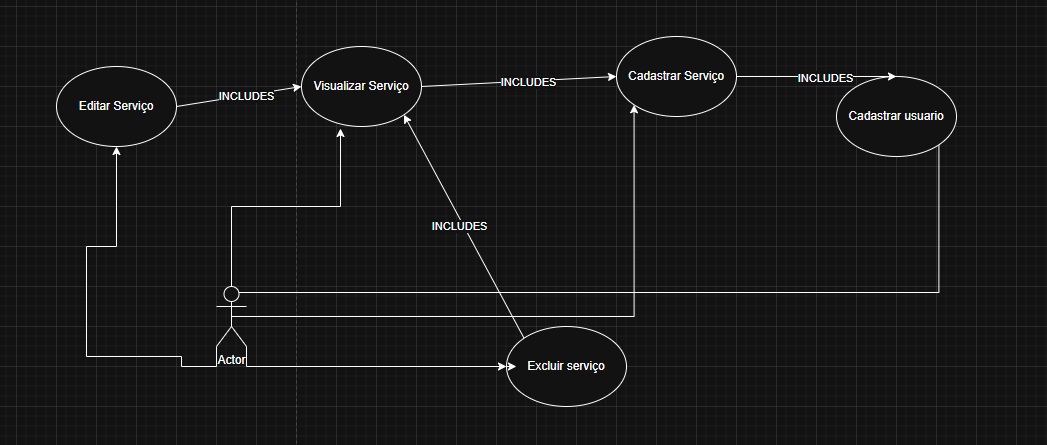 Editar Serviço
INCLUDES
Visualizar Serviço
INCLUDES
Cadastrar Serviço
INCLUDES
Cadastrar usuario
INCLUDES
Actor
Excluir serviço